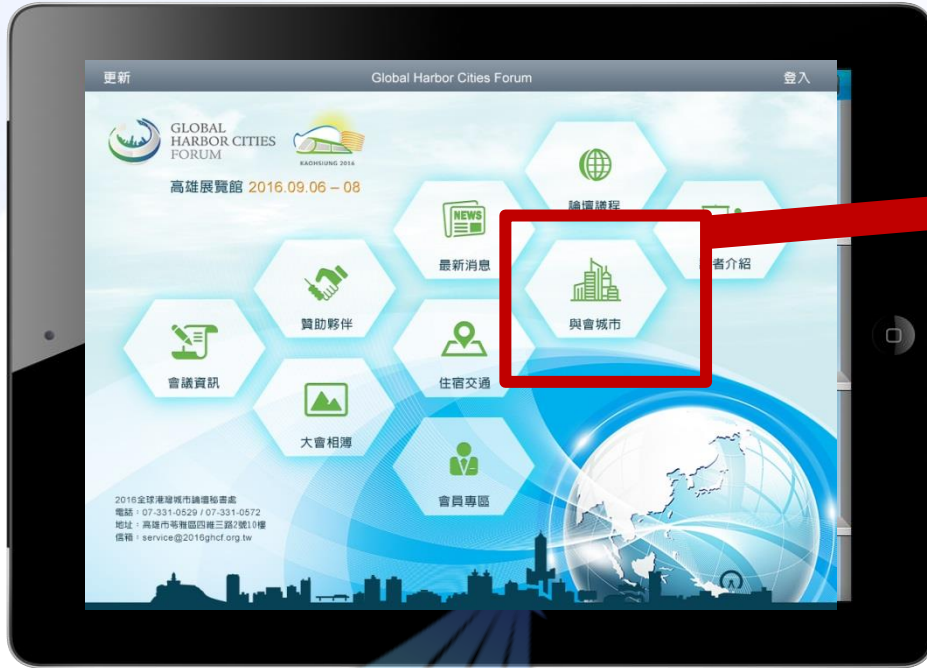 更新
Global Harbor Cities Forum
登入
GLOBAL
HARBOR CITIES
FORUM
KAOHSIUNG 2016
高雄展覽館 2016.09.06 – 08
論壇議程
NEWS
最新消息
者介紹
贊助夥伴
與會城市
會議資訊
住宿交通
大會相簿
會員專區
2016全球港灣城市論壇秘書處
電話：07-331-0529 / 07-331-0572
地址：高雄市苓雅區四維三路2號10樓
信箱：service@2016ghcf.org.tw